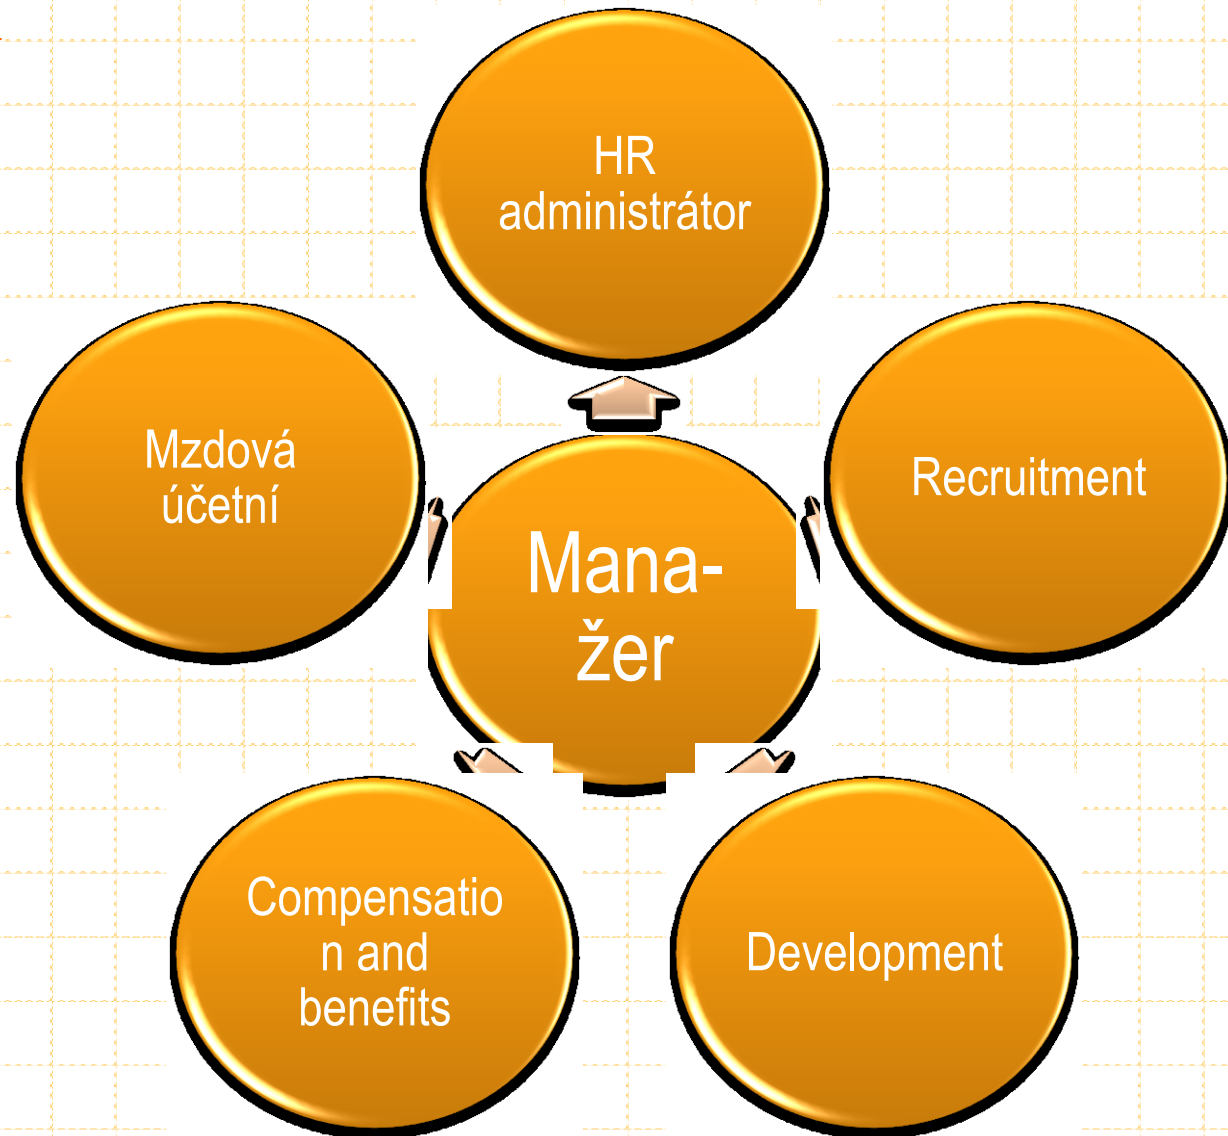 HR
administrátor
Mzdová
účetní
Recruitment
Mana-
žer
Compensatio
n and
benefits
Development